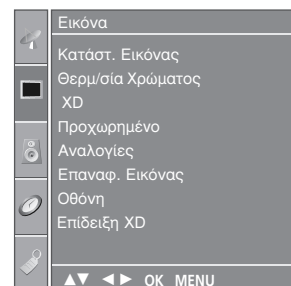 Εικόνα
Κατάστ. Εικόνας
Θερμ/σία Χρώματος
XD
Προχωρημένο
Αναλογίες
Επαναφ. Εικόνας
Οθόνη
Επίδειξη XD
▲▼ ◄► OK MENU